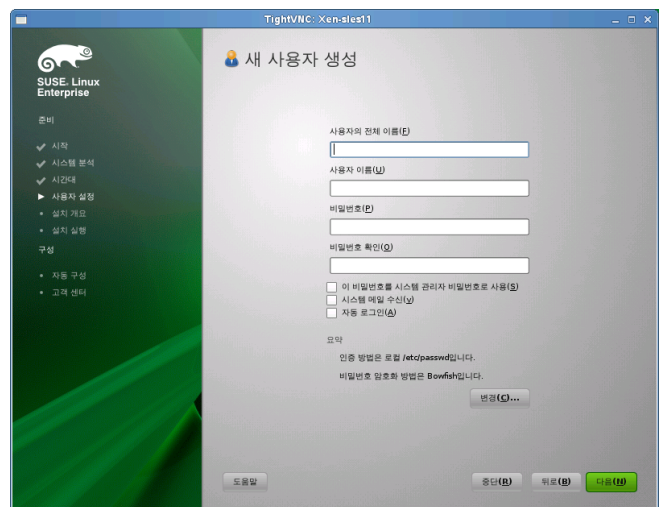 TightVNC: Xen-sles11
SUSE. Linux
Enterprise
준비
시작
시스템 분석
시간대
사용자 설정
설치 개요
설치 실행
구성
자동 구성
고객 센터
새 사용자 생성
사용자의 전체 이름(F)
사용자 이름(U)
비밀번호(P)
비밀번호 확인(O)
이 비밀번호를 시스템 관리자 비밀번호로 사용(S)
시스템 메일 수신(v)
자동 로그인(A)
요약
인증 방법은 로컬 /etc/passwd입니다.
비밀번호 암호화 방법은 Bowfish입니다.
변경(C)...
도움말
중단(R)
뒤로(B)
다음(N)